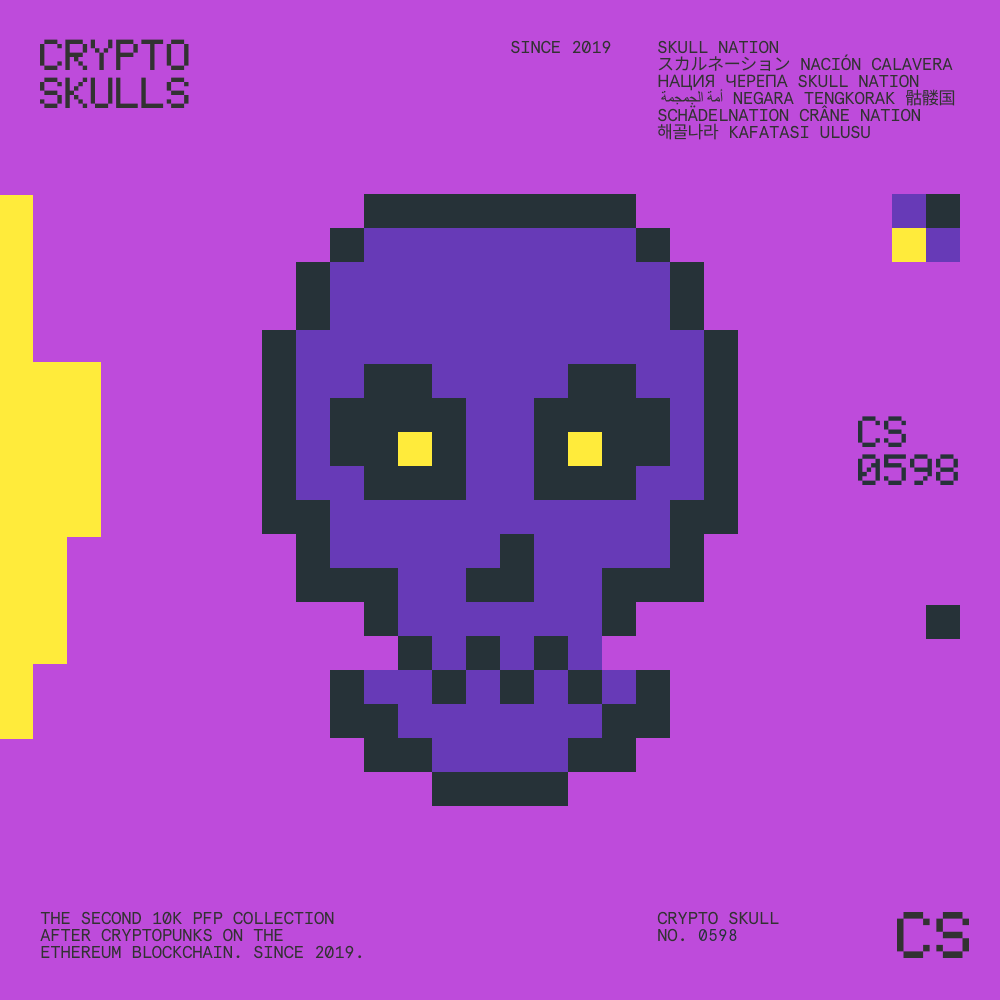 CRYPTO
SKULLS
SINCE 2019
SKULL NATION
スカルネーション NACIÓN CALAVERA
НАЦИЯ ЧЕРЕПА SKULL NATION
أمة الجمجمة NEGARA TENGKORAK 骷髅国
SCHÄDELNATION CRÂNE NATION
해골나라 KAFATASI ULUSU
CS
0598
THE SECOND 10K PFP COLLECTION
AFTER CRYPTOPUNKS ON THE
ETHEREUM BLOCKCHAIN. SINCE 2019.
CRYPTO SKULL
NO. 0598
CS